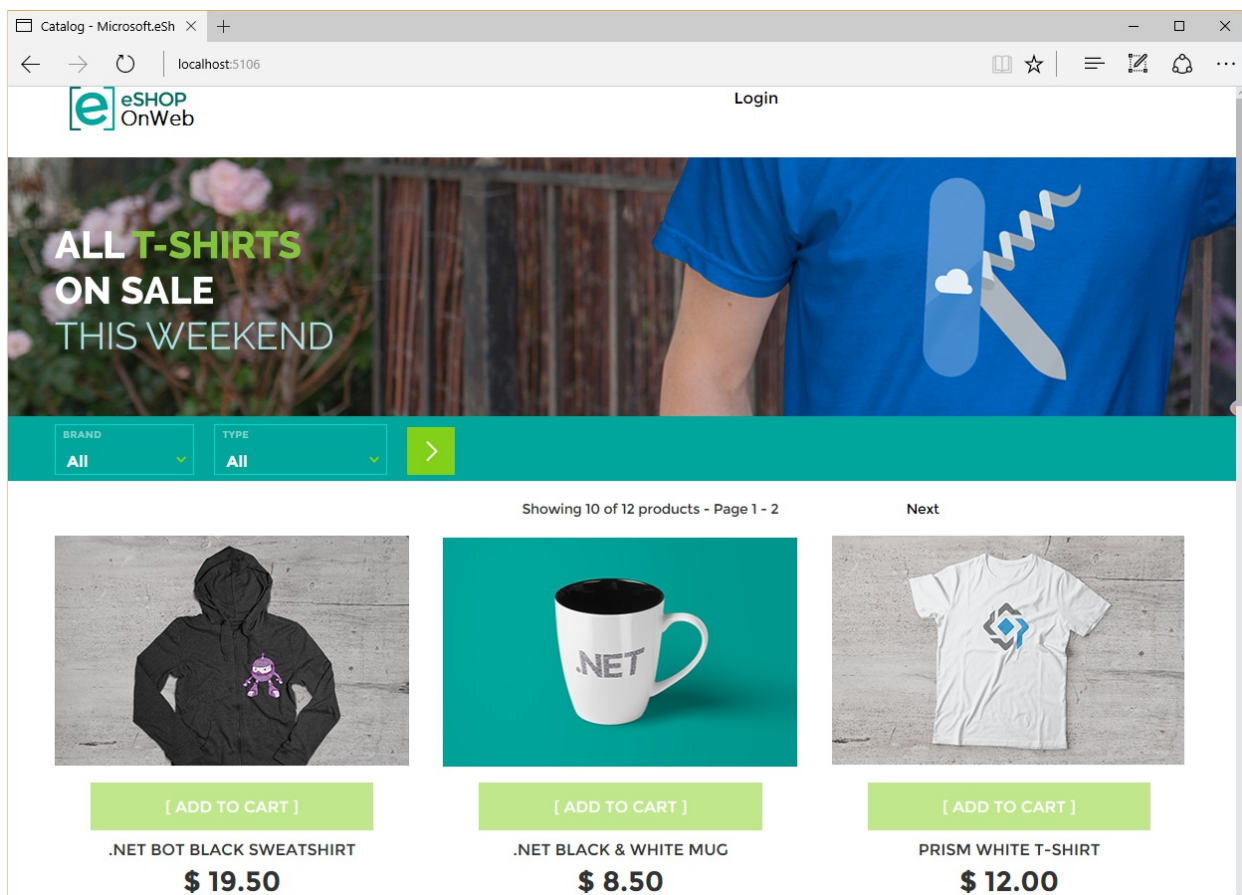 Catalog - Microsoft.eSh
localhost:5106
eSHOP
OnWeb
Login
ALL T-SHIRTS
ON SALE
THIS WEEKEND
BRAND
All
TYPE
All
Showing 10 of 12 products - Page 1 - 2
Next
.NET
[ ADD TO CART ]
[ ADD TO CART ]
[ ADD TO CART ]
.NET BOT BLACK SWEATSHIRT
.NET BLACK & WHITE MUG
PRISM WHITE T-SHIRT
$ 19.50
$ 8.50
$ 12.00